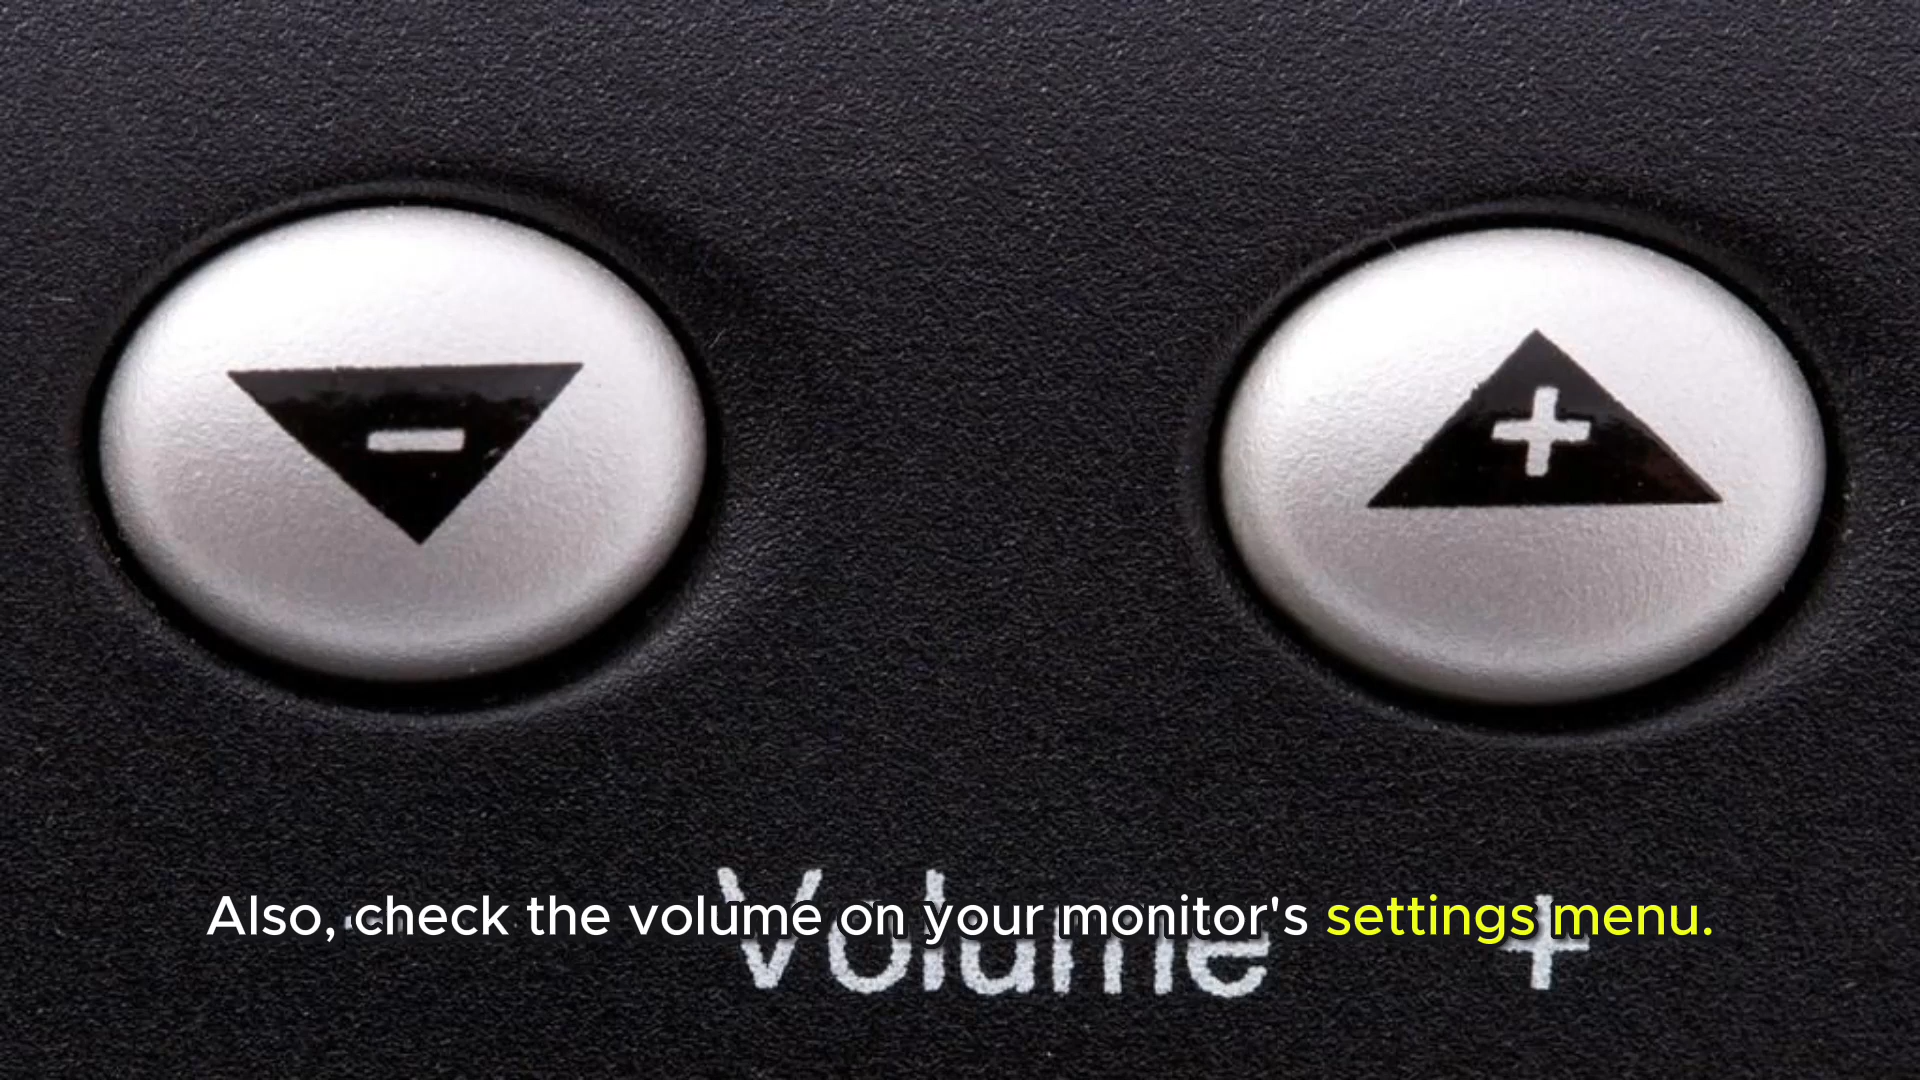 -
+
Also, check the volume on your monitor's settings menu.
- Volume +